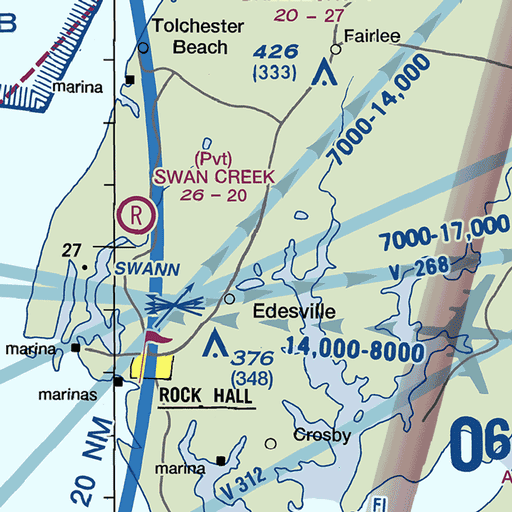 B
20 - 27
Tolchester
Beach
Fairlee
426
(333)
marina
7000-14,000
(Pvt)
SWAN CREEK
26 - 20
R
7000-17,000
27
SWANN
V 268
Edesville
marina
376
(348)
14,000-8000
marinas
ROCK HALL
Crosby
06
20 NM
marina
V 312
FI